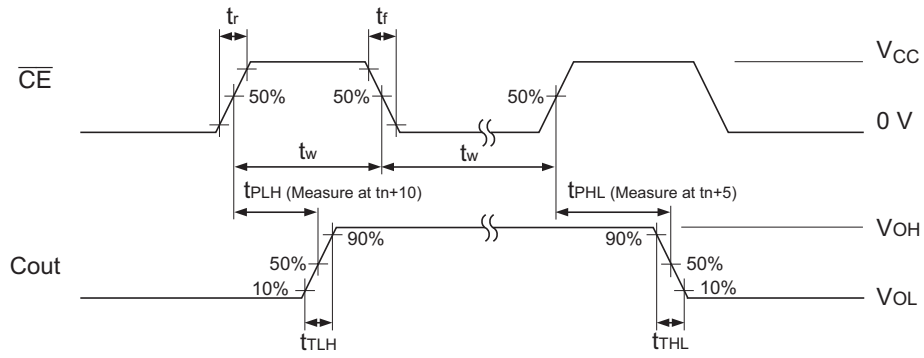 tr tf
VCC
CE
50% 50% 50%
0 V
tw tw
tPLH (Measure at tn+10) tPHL (Measure at tn+5)
VOH
90% 90%
Cout 50% 50%
10% 10%
VOL
tTLH tTHL